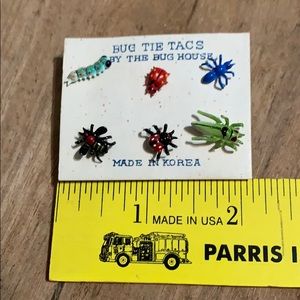 BUG TIE TACS
BY THE BUG HOUSE
MADE IN KOREA
1 MADE IN USA 2
PARRIS